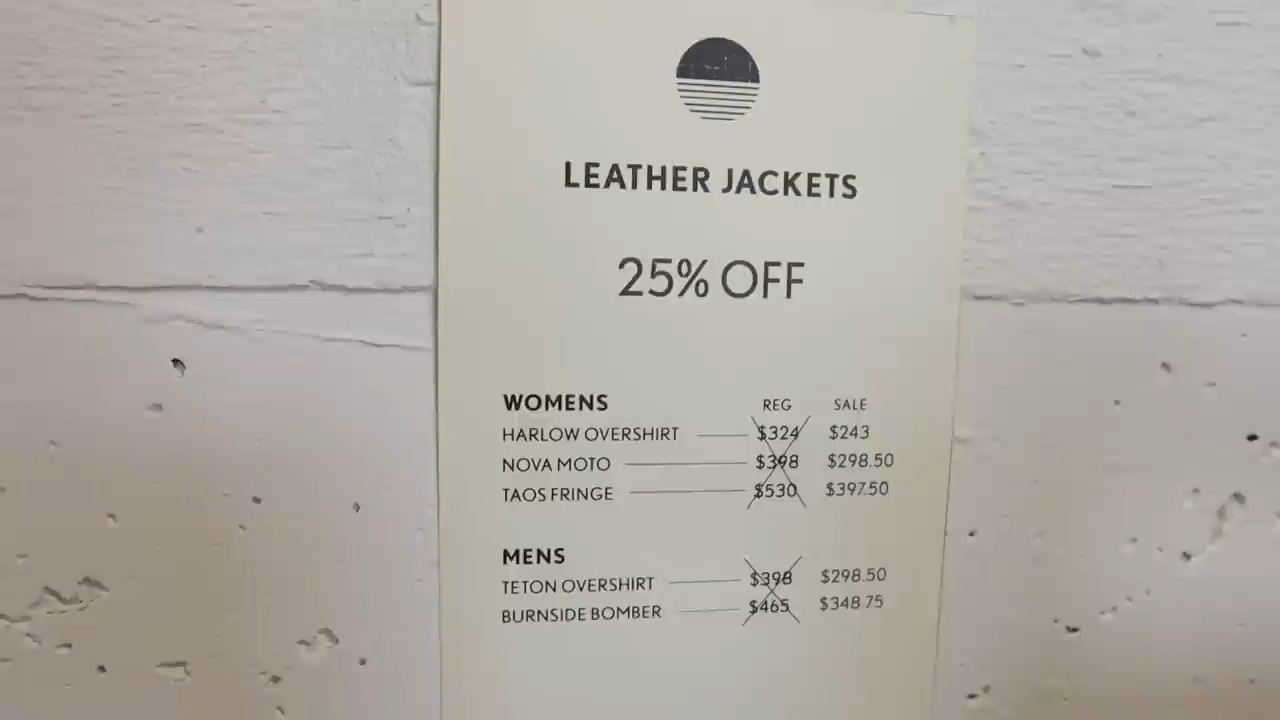 LEATHER JACKETS
25% OFF
WOMENS REG SALE
HARLOW OVERSHIRT $324 $243
NOVA MOTO $398 $298.50
TAOS FRINGE $530 $397.50
MENS
TETON OVERSHIRT $398 $298.50
BURNSIDE BOMBER $465 $348.75